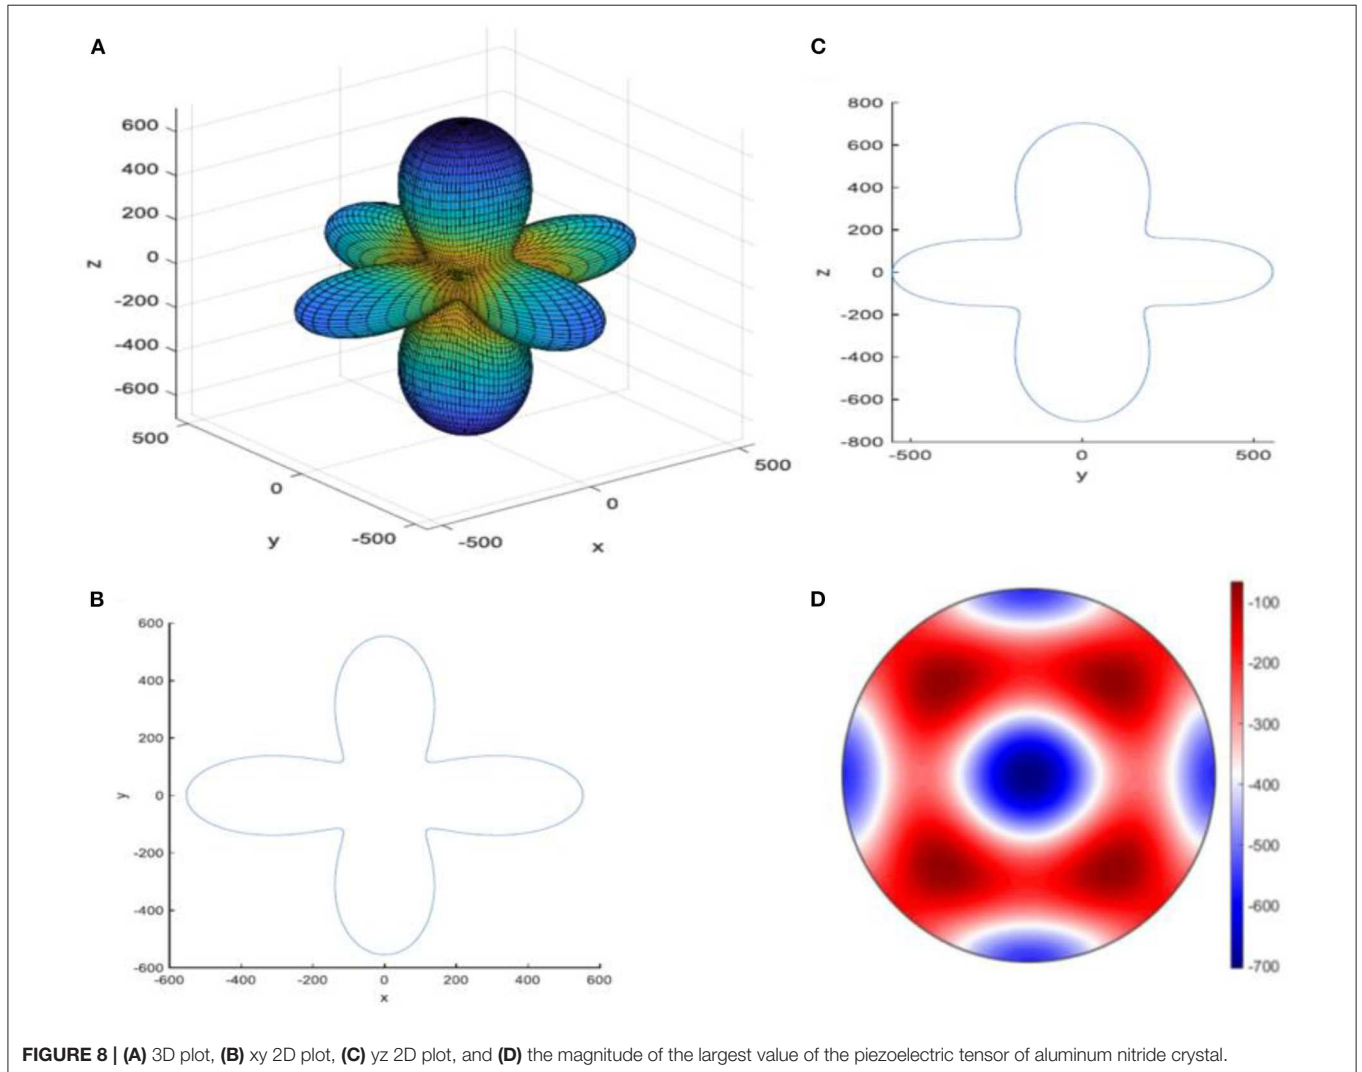 A
600
400
200
0
-200
-400
-600
z
500
0
-500
y
-500
0
500
x
B
600
400
200
0
-200
-400
-600
y
-600 -400 -200 0 200 400 600
x
C
800
600
400
200
0
-200
-400
-600
-800
z
-500 0 500
y
D
-100
-200
-300
-400
-500
-600
-700
FIGURE 8 | (A) 3D plot, (B) xy 2D plot, (C) yz 2D plot, and (D) the magnitude of the largest value of the piezoelectric tensor of aluminum nitride crystal.